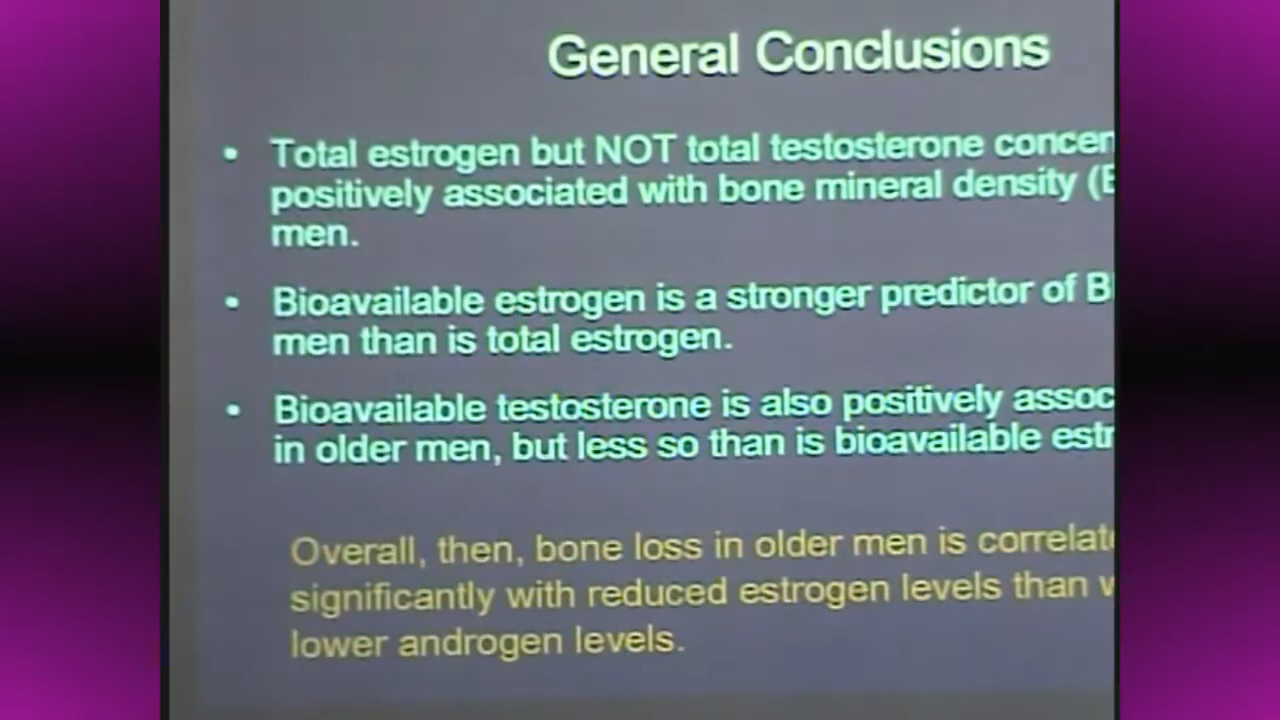 General Conclusions
• Total estrogen but NOT total testosterone concen
positively associated with bone mineral density (
men.
• Bioavailable estrogen is a stronger predictor of B
men than is total estrogen.
• Bioavailable testosterone is also positively assoc
in older men, but less so than is bioavailable estr
Overall, then, bone loss in older men is correlate
significantly with reduced estrogen levels than
lower androgen levels.